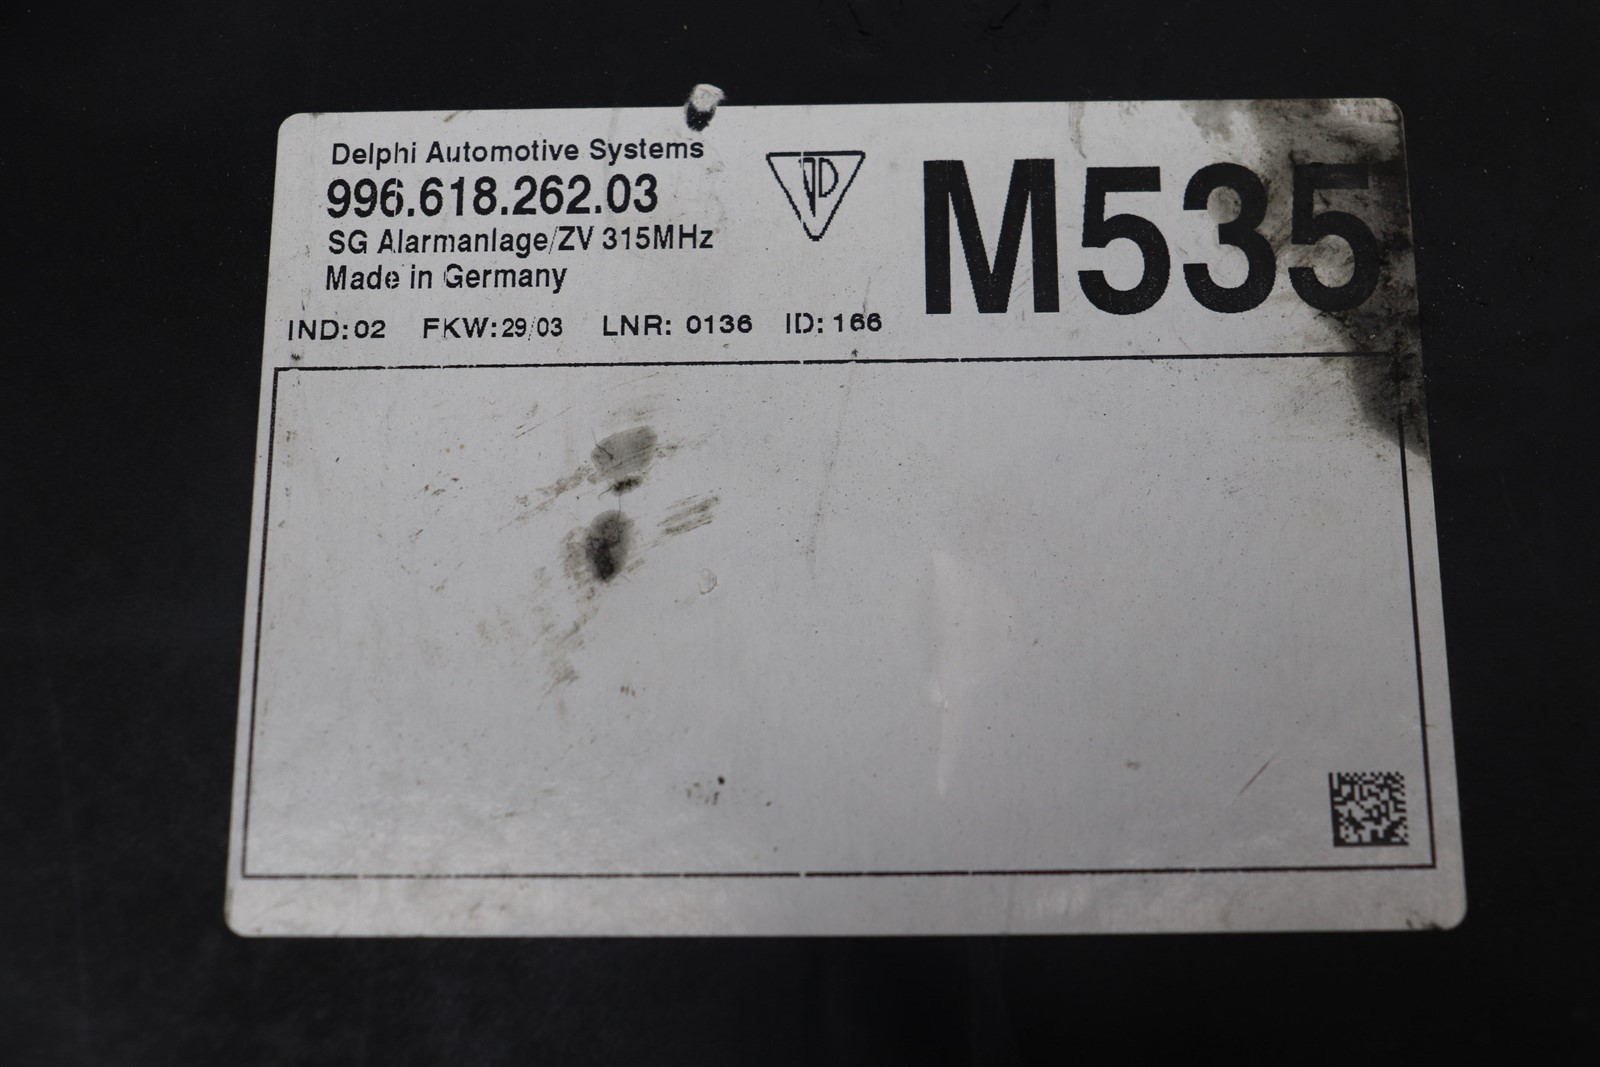 Delphi Automotive Systems
996.618.262.03
SG Alarmanlage/ZV 315MHz
Made in Germany
M535
IND:02 FKW:29/03 LNR: 0136 ID:166